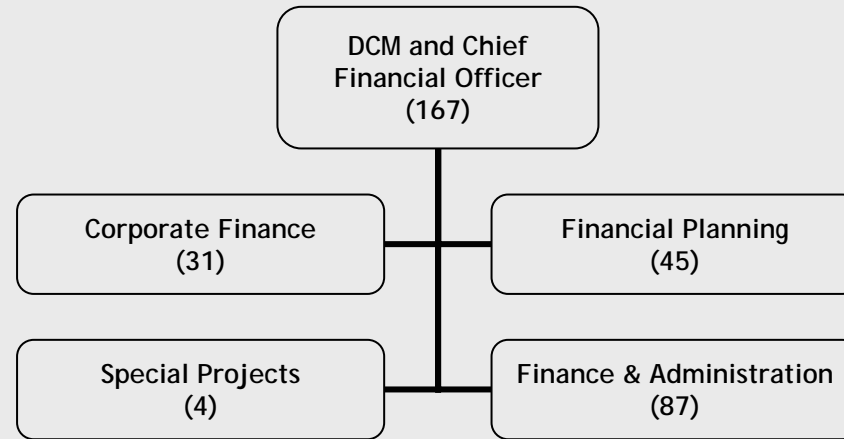 DCM and Chief
Financial Officer
(167)
Corporate Finance
(31)
Financial Planning
(45)
Special Projects
(4)
Finance & Administration
(87)